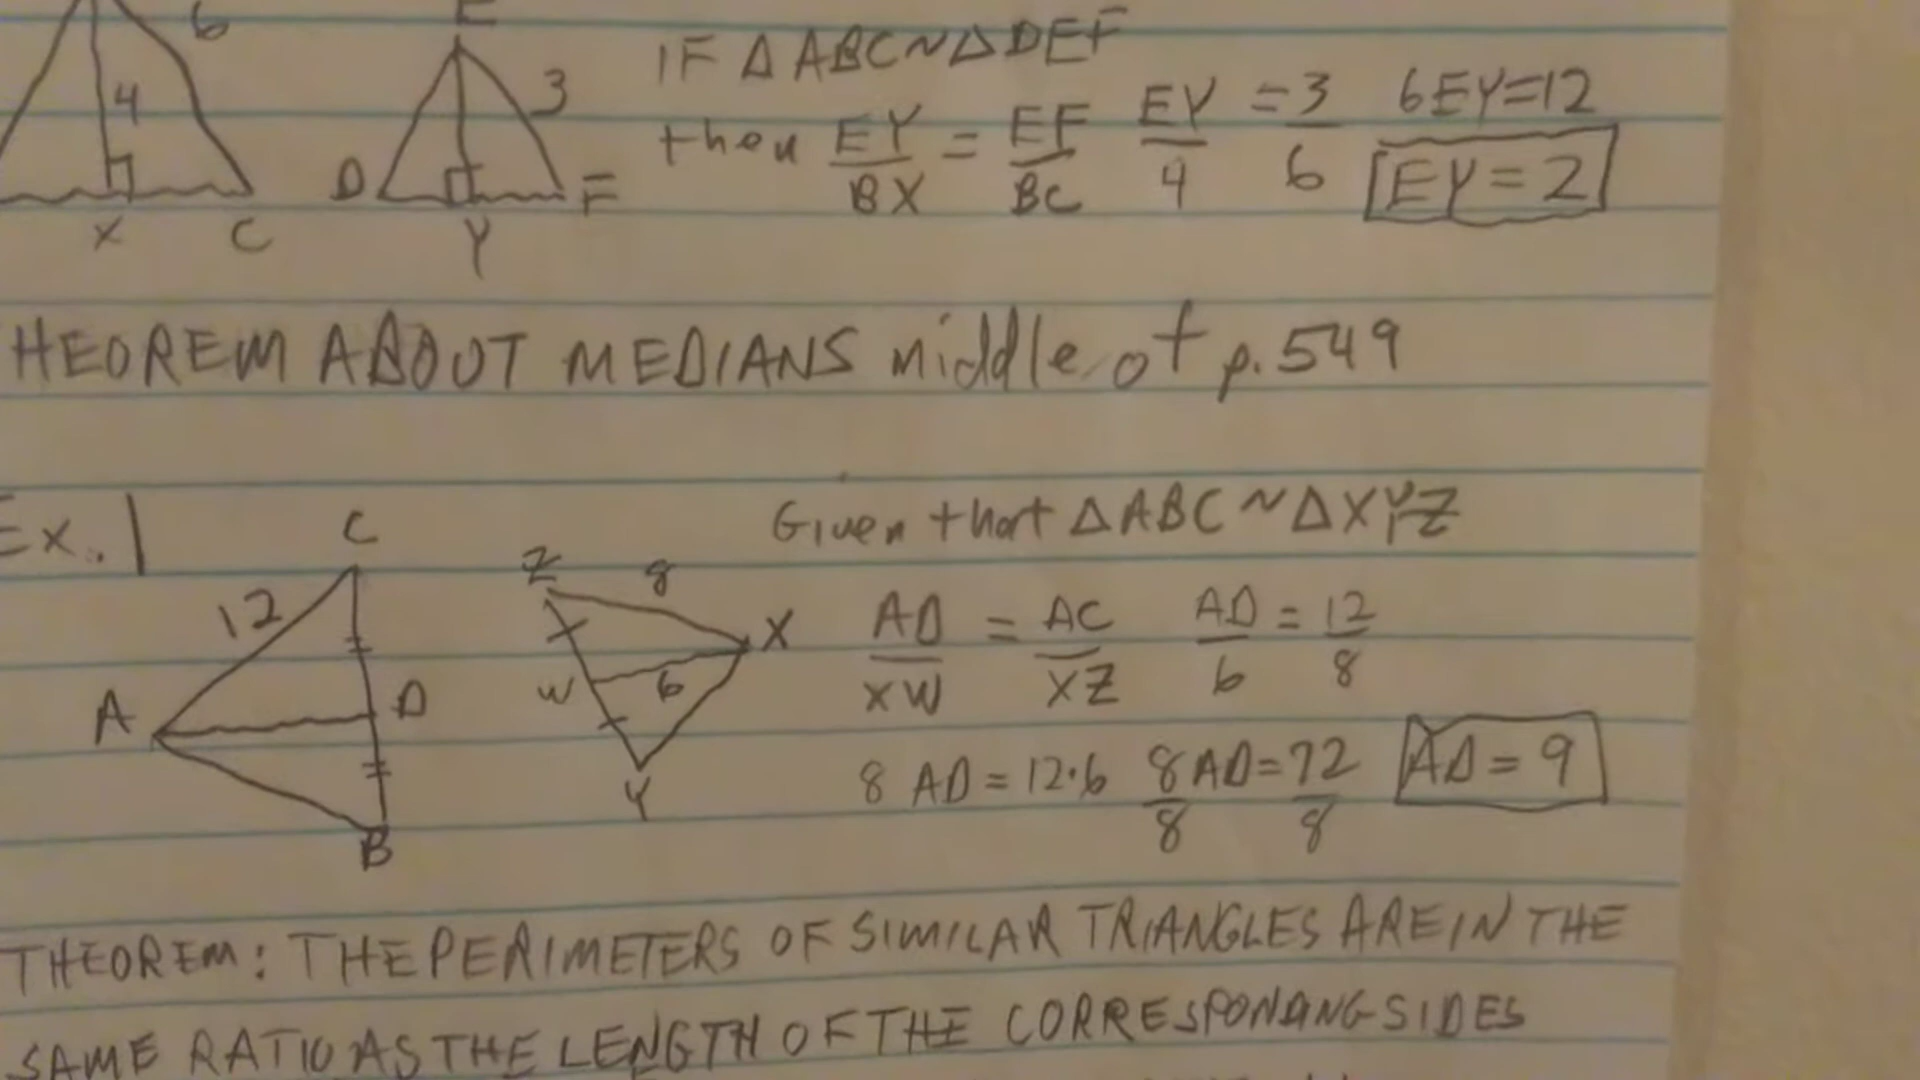 6 E IF △ ABC ~ △ DEF
4 3 then EY/BX = EF/BC EY/4 = 3/6 6EY=12
D F EY = 2
X C Y
HEOREM ABOUT MEDIANS middle of p.549
Ex. 1 C Given that △ABC ~ △XYZ
12 Z 8 X AD/XW = AC/XZ AD/6 = 12/8
A D W 6
Y 8 AD = 12·6 8AD/8 = 72/8 AD = 9
B
THEOREM: THE PERIMETERS OF SIMILAR TRIANGLES ARE IN THE
SAME RATIO AS THE LENGTH OF THE CORRESPONDING SIDES